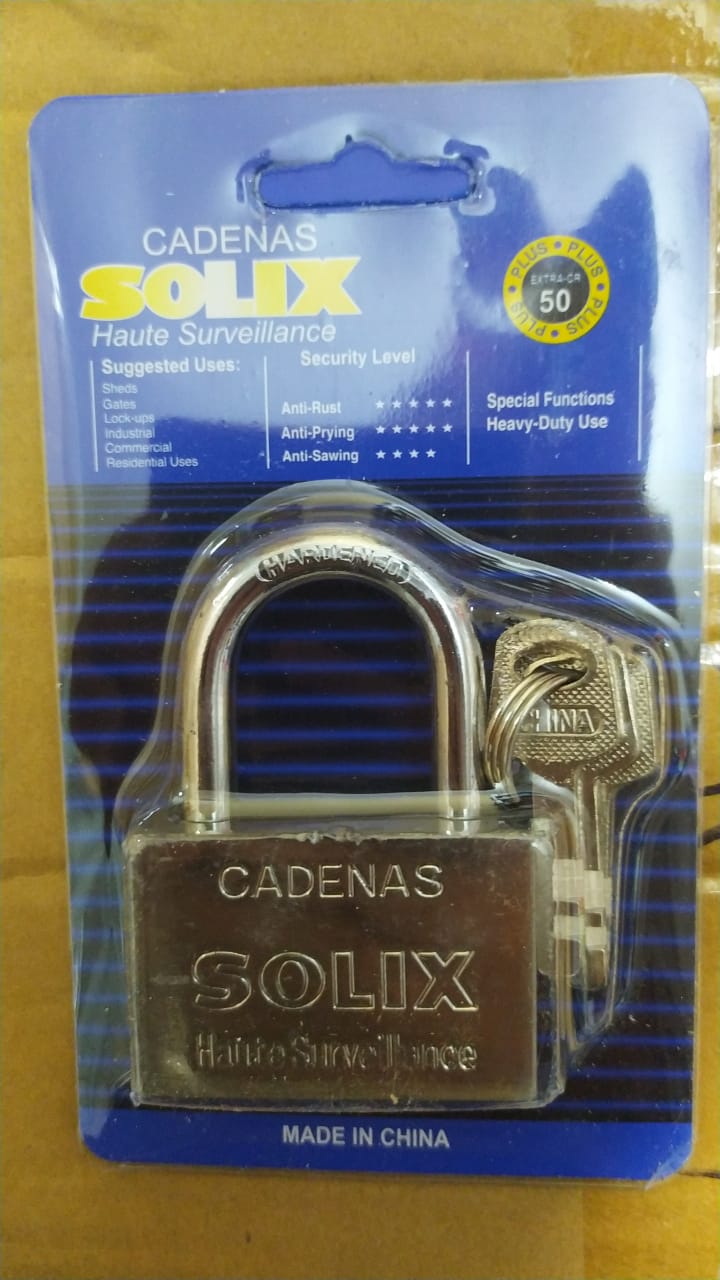 CADENAS
SOLIX
Haute Surveillance
PLUS • PLUS • PLUS • PLUS •
EXTRA-CR
50
Suggested Uses:
Sheds
Gates
Lock-ups
Industrial
Commercial
Residential Uses
Security Level
Anti-Rust ★★★★★
Anti-Prying ★★★★★
Anti-Sawing ★★★★
Special Functions
Heavy-Duty Use
(HARDENED)
CHINA
CADENAS
SOLIX
Haute Surveillance
MADE IN CHINA